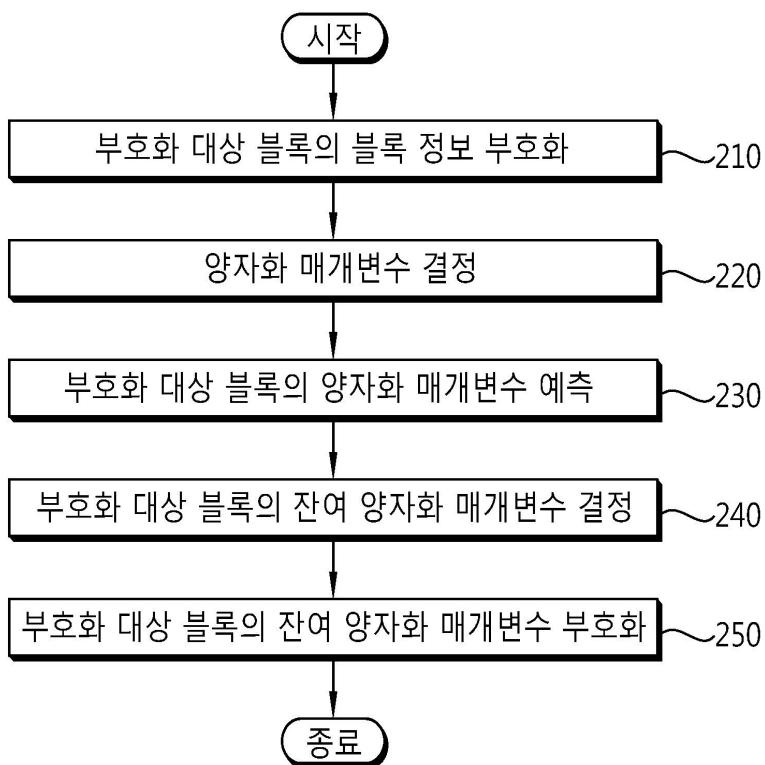 시작
부호화 대상 블록의 블록 정보 부호화
210
양자화 매개변수 결정
220
부호화 대상 블록의 양자화 매개변수 예측
230
부호화 대상 블록의 잔여 양자화 매개변수 결정
240
부호화 대상 블록의 잔여 양자화 매개변수 부호화
250
종료